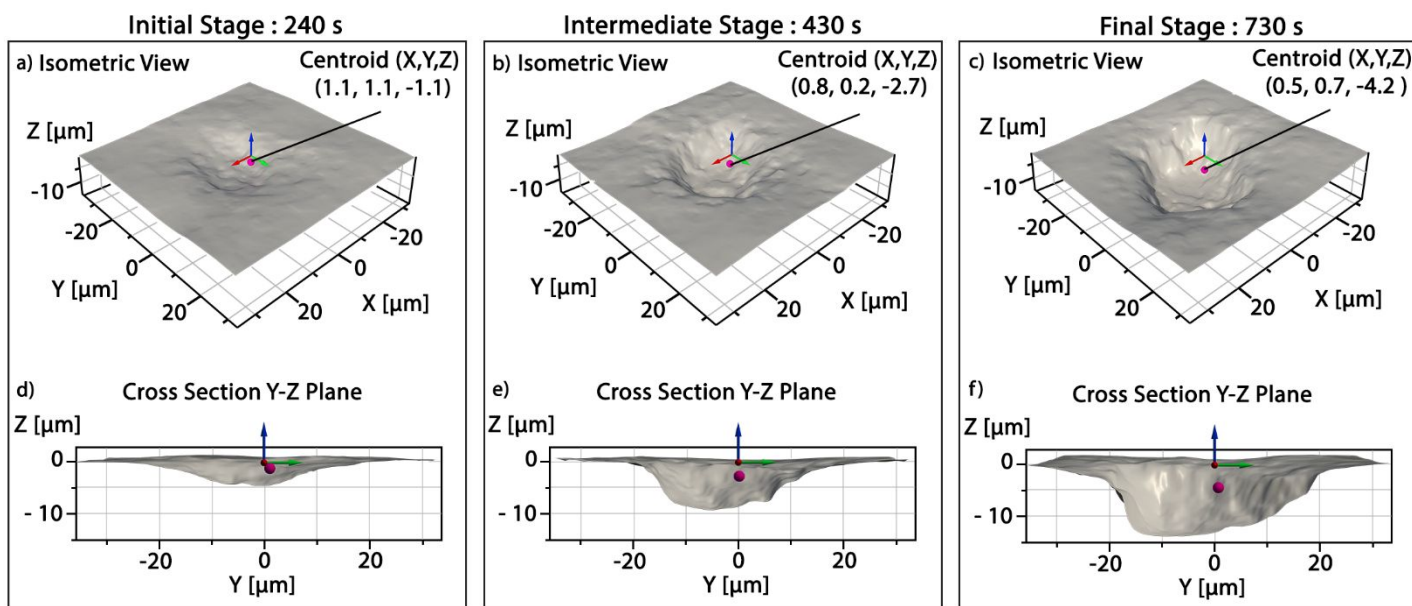 Initial Stage : 240 s
a) Isometric View
Centroid (X,Y,Z)
(1.1, 1.1, -1.1)
Z [µm]
-10
-20
0
20
Y [µm]
-20
0
20
X [µm]
d)
Cross Section Y-Z Plane
Z [µm]
0
- 10
-20
0
20
Y [µm]
Intermediate Stage : 430 s
b) Isometric View
Centroid (X,Y,Z)
(0.8, 0.2, -2.7)
Z [µm]
-10
-20
0
20
Y [µm]
-20
0
20
X [µm]
e)
Cross Section Y-Z Plane
Z [µm]
0
- 10
-20
0
20
Y [µm]
Final Stage : 730 s
c) Isometric View
Centroid (X,Y,Z)
(0.5, 0.7, -4.2 )
Z [µm]
-10
-20
0
20
Y [µm]
-20
0
20
X [µm]
f)
Cross Section Y-Z Plane
Z [µm]
0
- 10
-20
0
20
Y [µm]